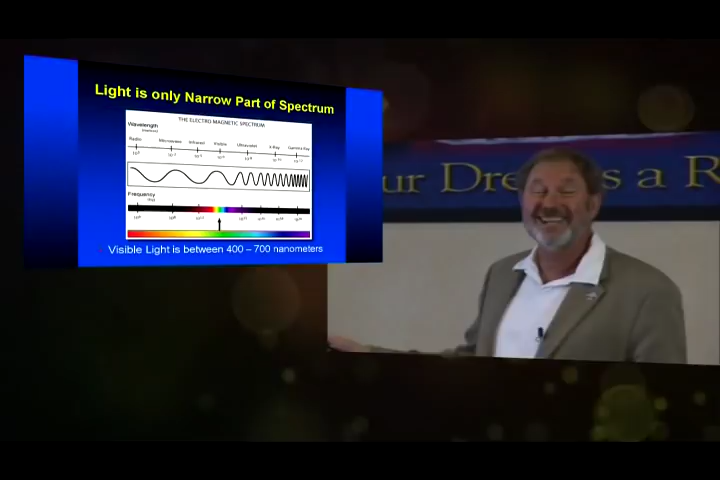 Light is only Narrow Part of Spectrum
THE ELECTRO MAGNETIC SPECTRUM
Wavelength
Radio Microwave Infrared Visible Ultraviolet X-Ray Gamma Ray
Frequency
Visible Light is between 400 – 700 nanometers
ur Dre s a R